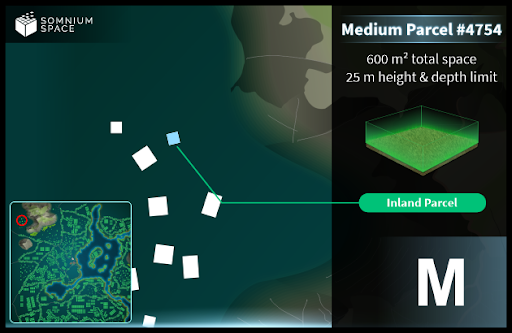 SOMNIUM
SPACE
Medium Parcel #4754
600 m² total space
25 m height & depth limit
Inland Parcel
M